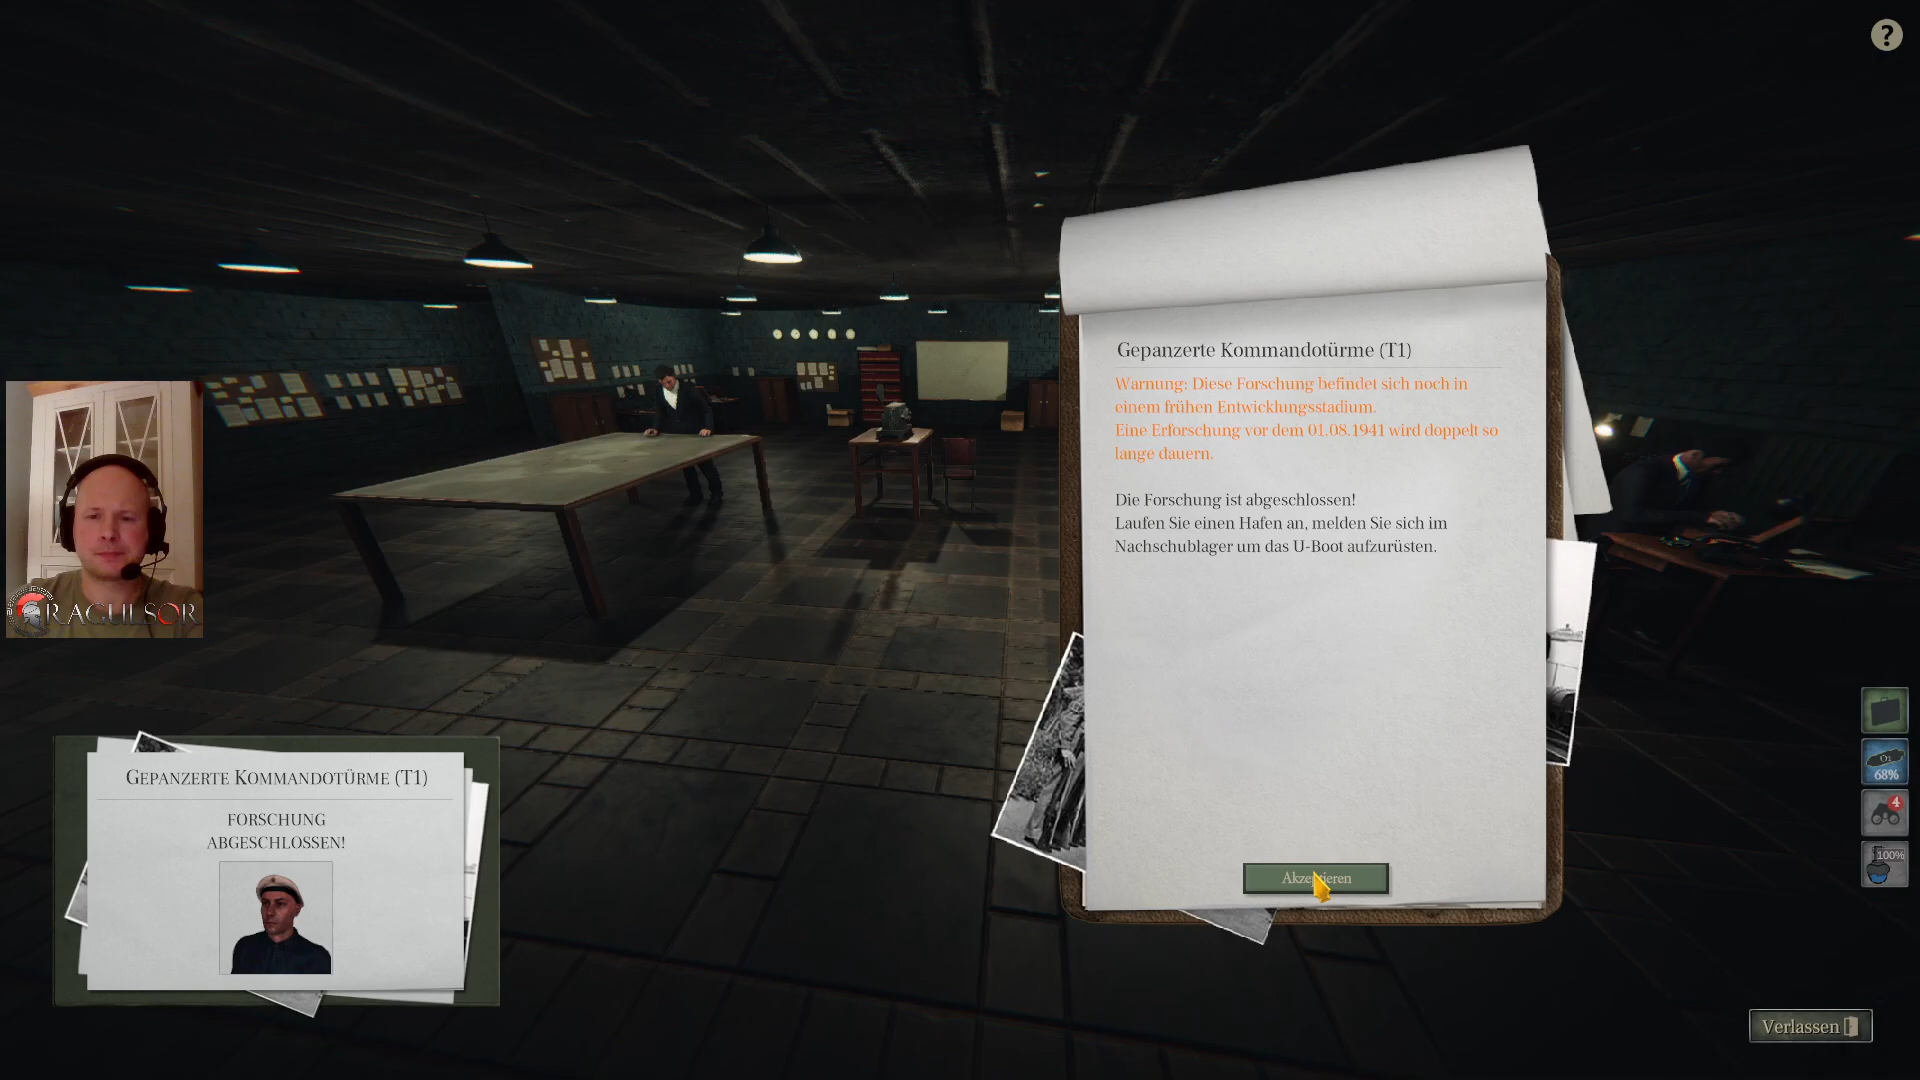 ?
Gepanzerte Kommandotürme (T1)
Warnung: Diese Forschung befindet sich noch in
einem frühen Entwicklungsstadium.
Eine Erforschung vor dem 01.08.1941 wird doppelt so
lange dauern.
Die Forschung ist abgeschlossen!
Laufen Sie einen Hafen an, melden Sie sich im
Nachschublager um das U-Boot aufzurüsten.
Akzeptieren
RAGULSOR
GEPANZERTE KOMMANDOTÜRME (T1)
FORSCHUNG
ABGESCHLOSSEN!
68%
4
100%
Verlassen